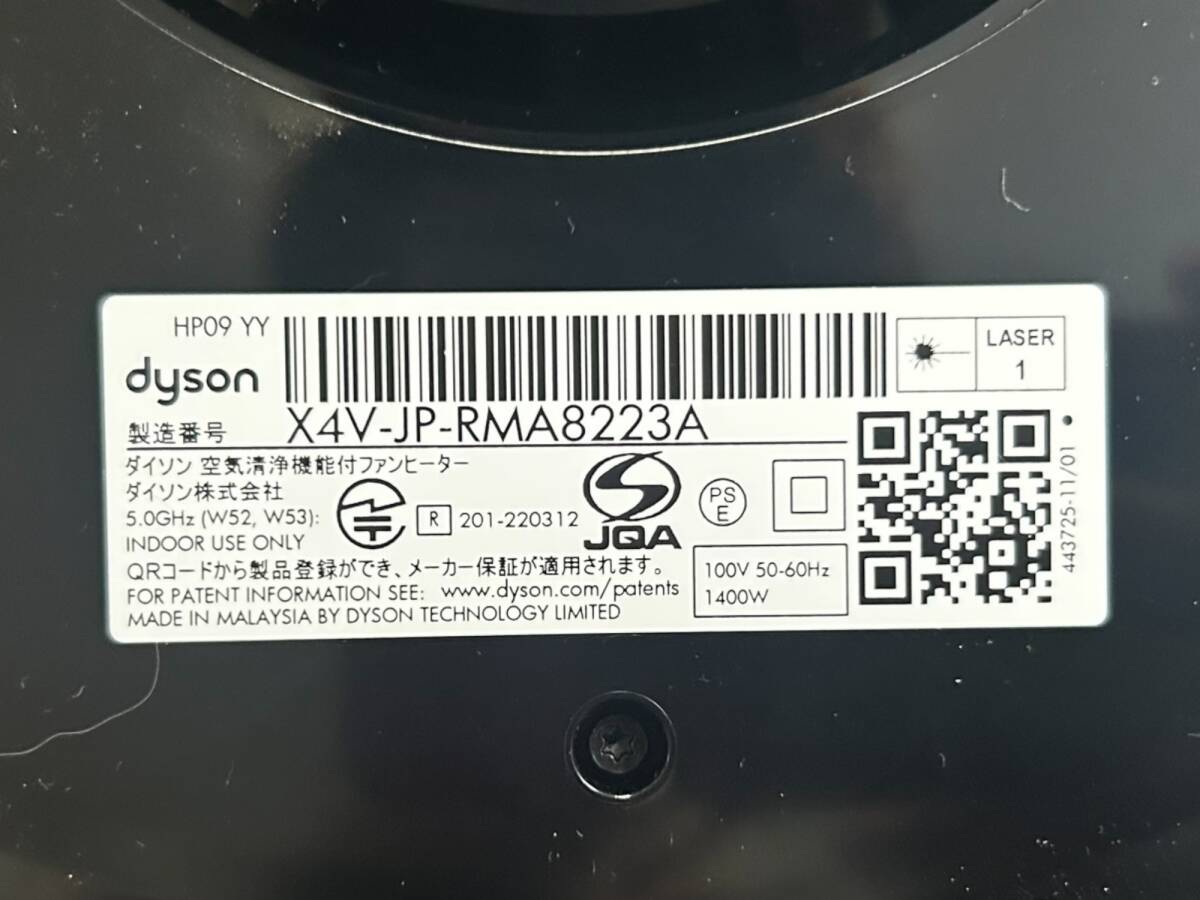 HP09 YY
dyson
製造番号 X4V-JP-RMA8223A
LASER
1
ダイソン 空気清浄機能付ファンヒーター
ダイソン株式会社
5.0GHz (W52, W53):
INDOOR USE ONLY
R 201-220312
JQA
PS
E
QRコードから製品登録ができ、メーカー保証が適用されます。
FOR PATENT INFORMATION SEE: www.dyson.com/patents
MADE IN MALAYSIA BY DYSON TECHNOLOGY LIMITED
100V 50-60Hz
1400W
443725-11/01